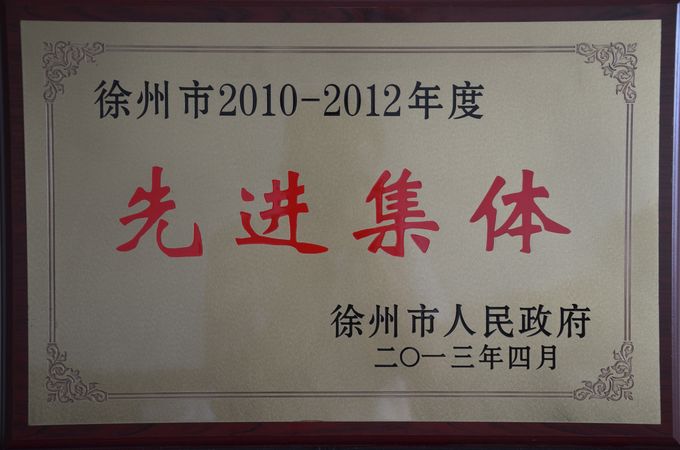 徐州市2010-2012年度
先进集体
徐州市人民政府
二〇一三年四月